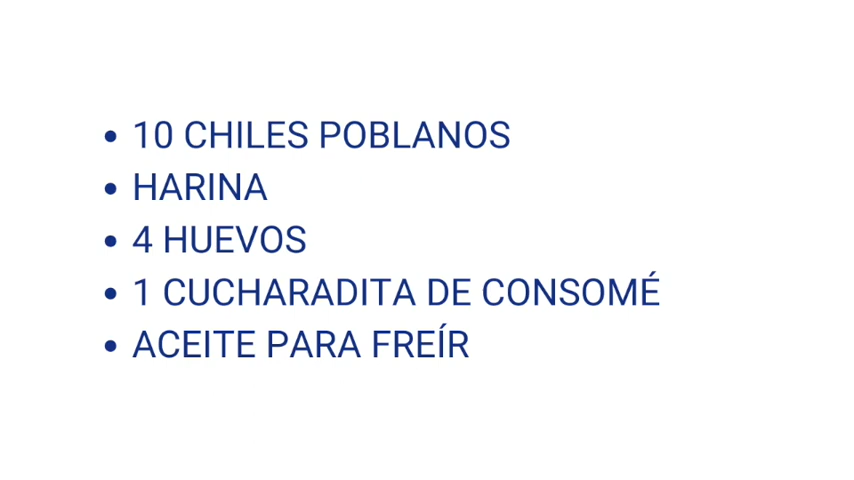 • 10 CHILES POBLANOS
• HARINA
• 4 HUEVOS
• 1 CUCHARADITA DE CONSOMÉ
• ACEITE PARA FREÍR